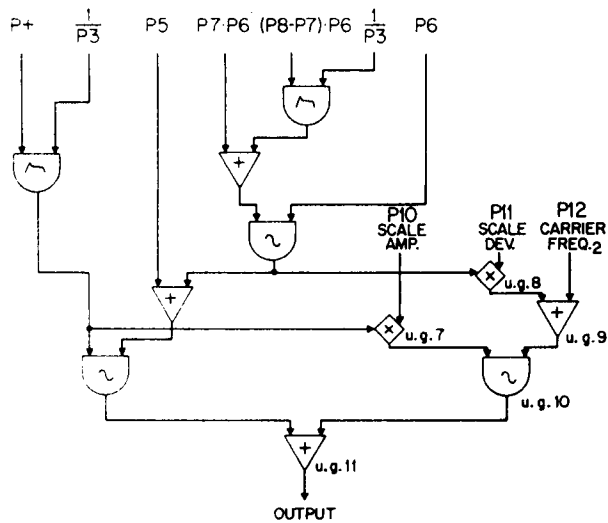 P+ 1/P3 P5 P7·P6 (P8-P7)·P6 1/P3 P6
+
P10
SCALE
AMP.
P11
SCALE
DEV.
P12
CARRIER
FREQ.2
×
u.g.8
+
+
×
u.g.7
u.g.9
u.g.10
+
u.g.11
OUTPUT